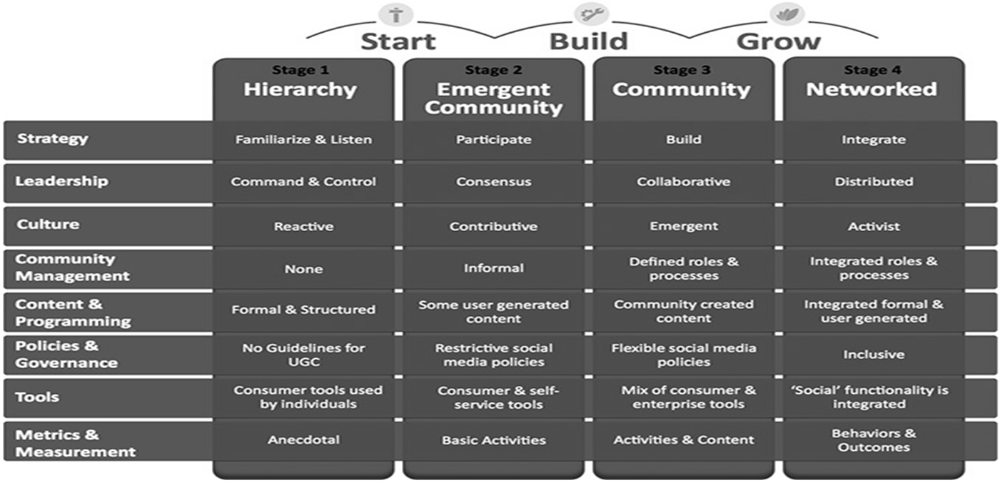 Start Build Grow
Stage 1 Stage 2 Stage 3 Stage 4
Hierarchy Emergent Community Community Networked
Strategy Familiarize & Listen Participate Build Integrate
Leadership Command & Control Consensus Collaborative Distributed
Culture Reactive Contributive Emergent Activist
Community
Management
None
Informal
Defined roles &
processes
Integrated roles &
processes
Content &
Programming
Formal & Structured
Some user generated
content
Community created
content
Integrated formal &
user generated
Policies &
Governance
No Guidelines for
UGC
Restrictive social
media policies
Flexible social media
policies
Inclusive
Tools
Consumer tools used
by individuals
Consumer & self-
service tools
Mix of consumer &
enterprise tools
‘Social’ functionality is
integrated
Metrics &
Measurement
Anecdotal
Basic Activities
Activities & Content
Behaviors &
Outcomes